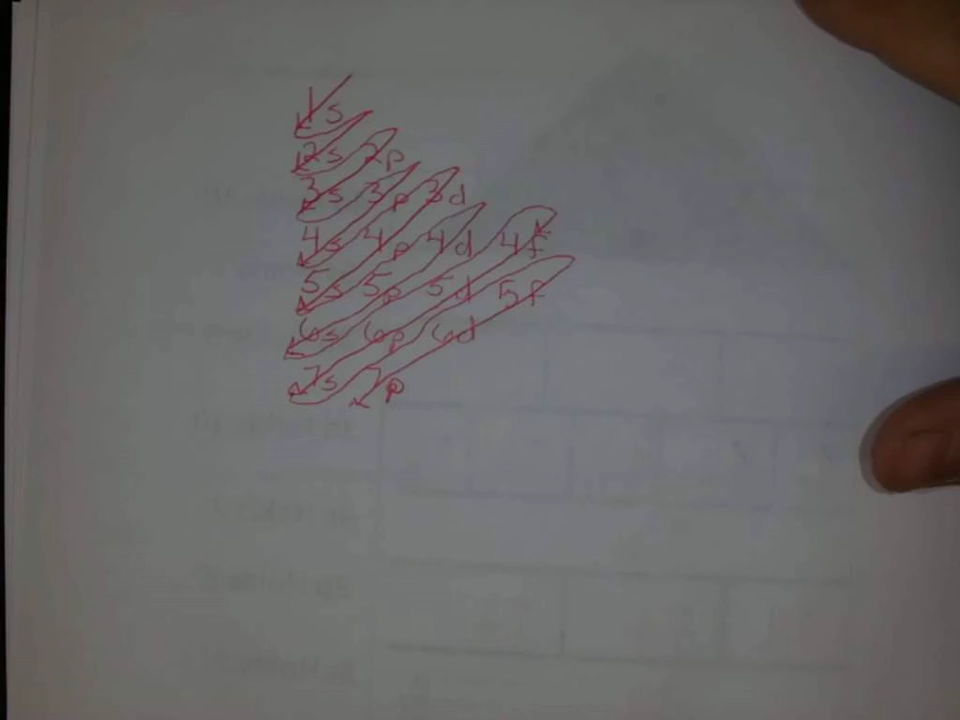 1s
2s 2p
3s 3p 3d
4s 4p 4d 4f
5s 5p 5d 5f
6s 6p 6d
7s 7p